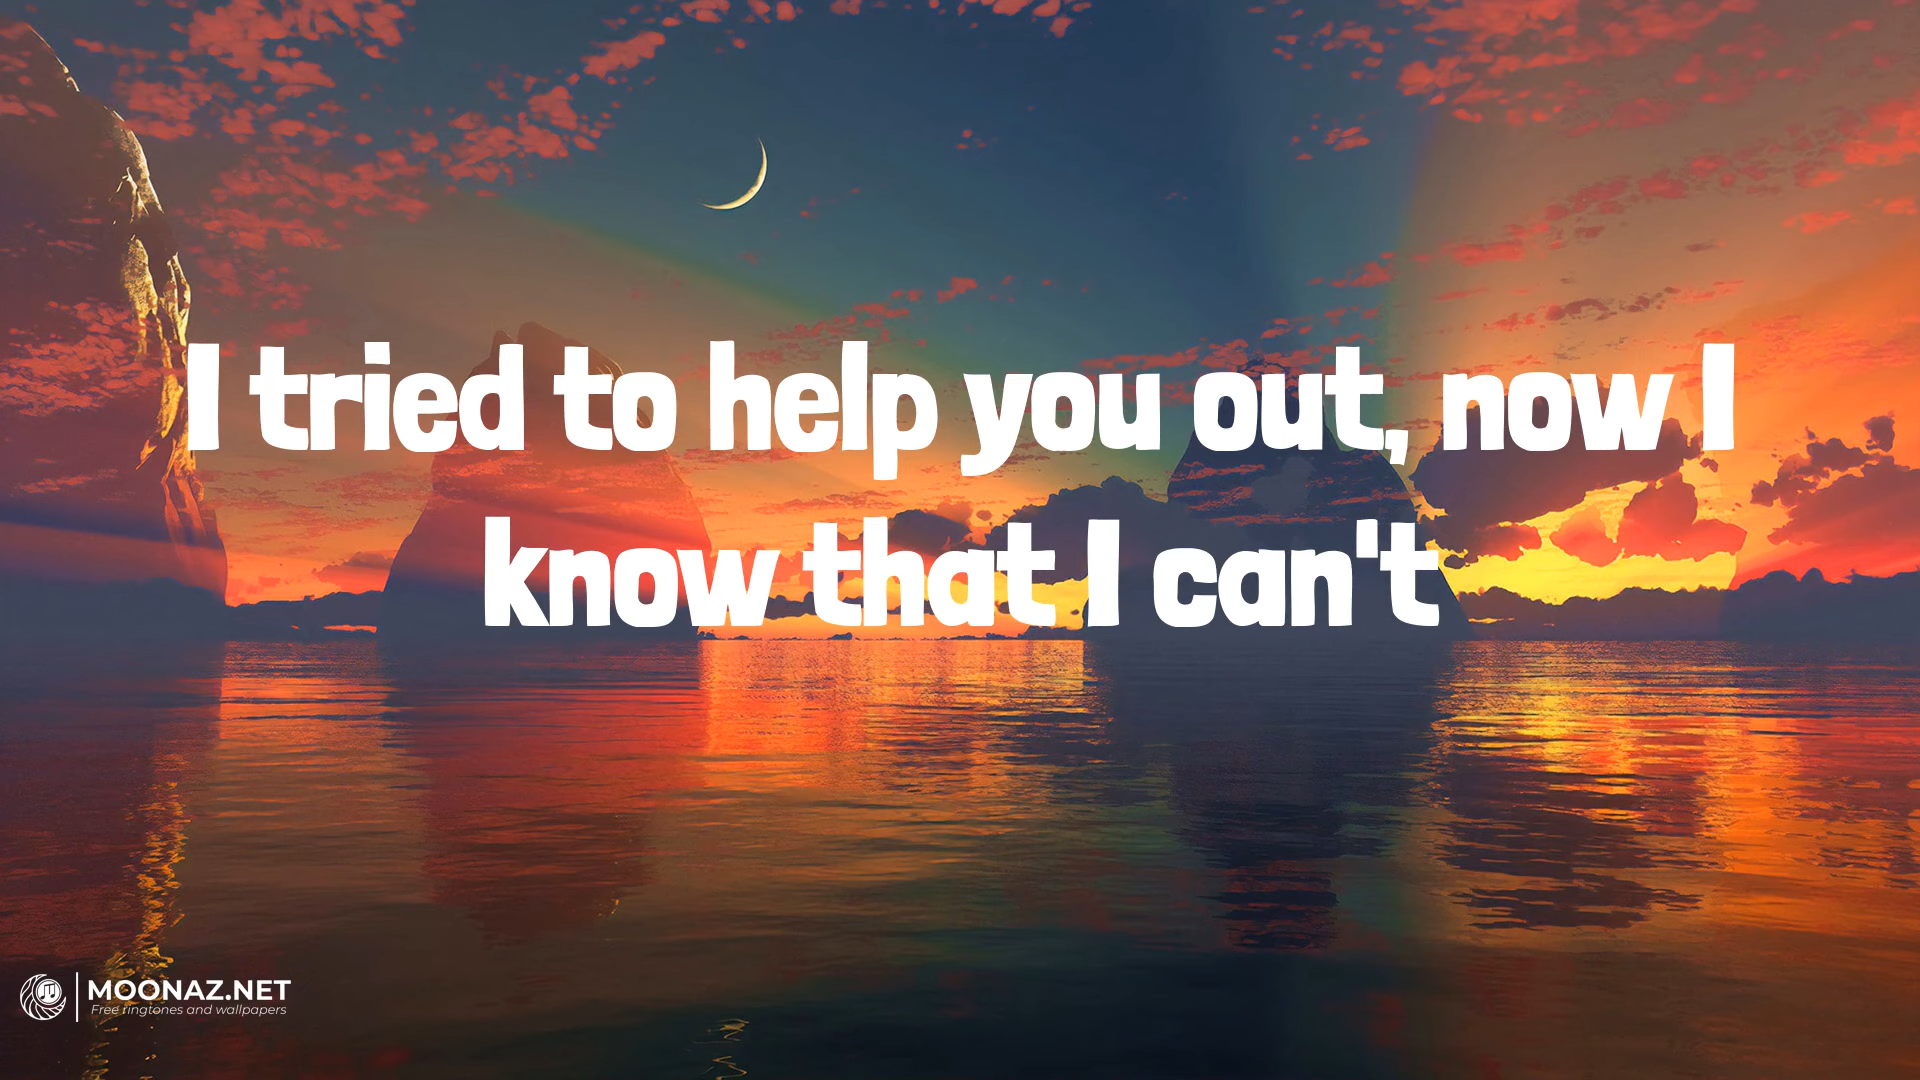 I tried to help you out, now I
know that I can't
MOONAZ.NET
Free ringtones and wallpapers